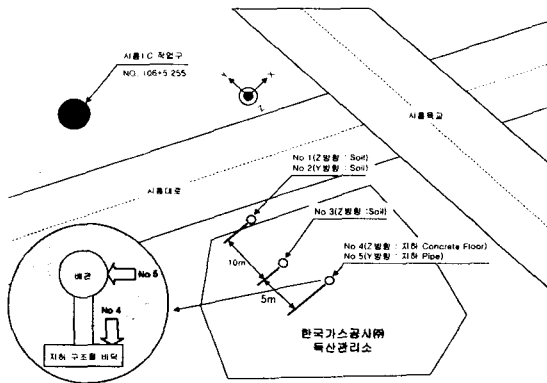 시흥I.C 작업구
NO. 106+5.255
Y
X
Z
시흥육교
No 1(Z방향 : Soil)
No 2(Y방향 : Soil)
시흥대로
No 3(Z방향 : Soil)
No 4(Z방향 : 지하 Concrete Floor)
No 5(Y방향 : 지하 Pipe)
10m
5m
배관
No 5
No 4
지하 구조물 바닥
한국가스공사㈜
독산관리소